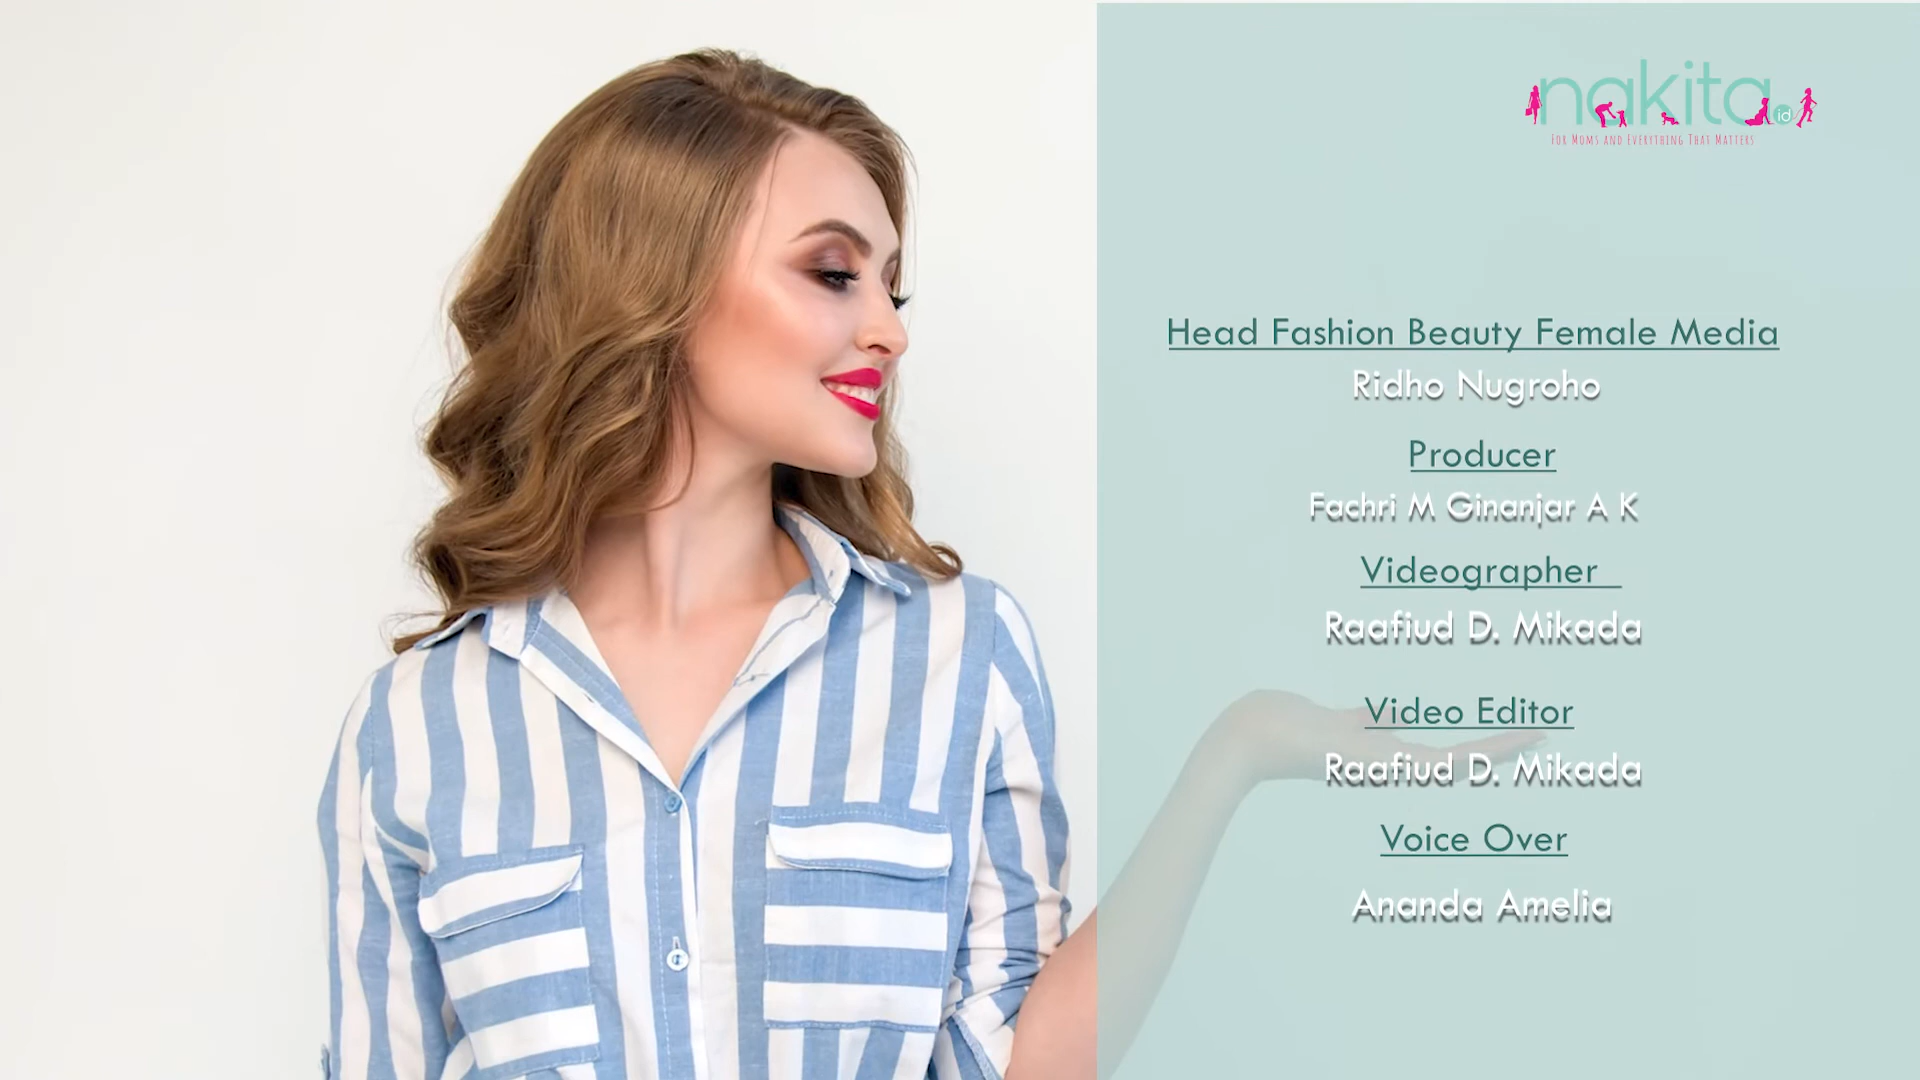 nakita.id
For Moms and Everything That Matters
Head Fashion Beauty Female Media
Ridho Nugroho
Producer
Fachri M Ginanjar A K
Videographer
Raafiud D. Mikada
Video Editor
Raafiud D. Mikada
Voice Over
Ananda Amelia